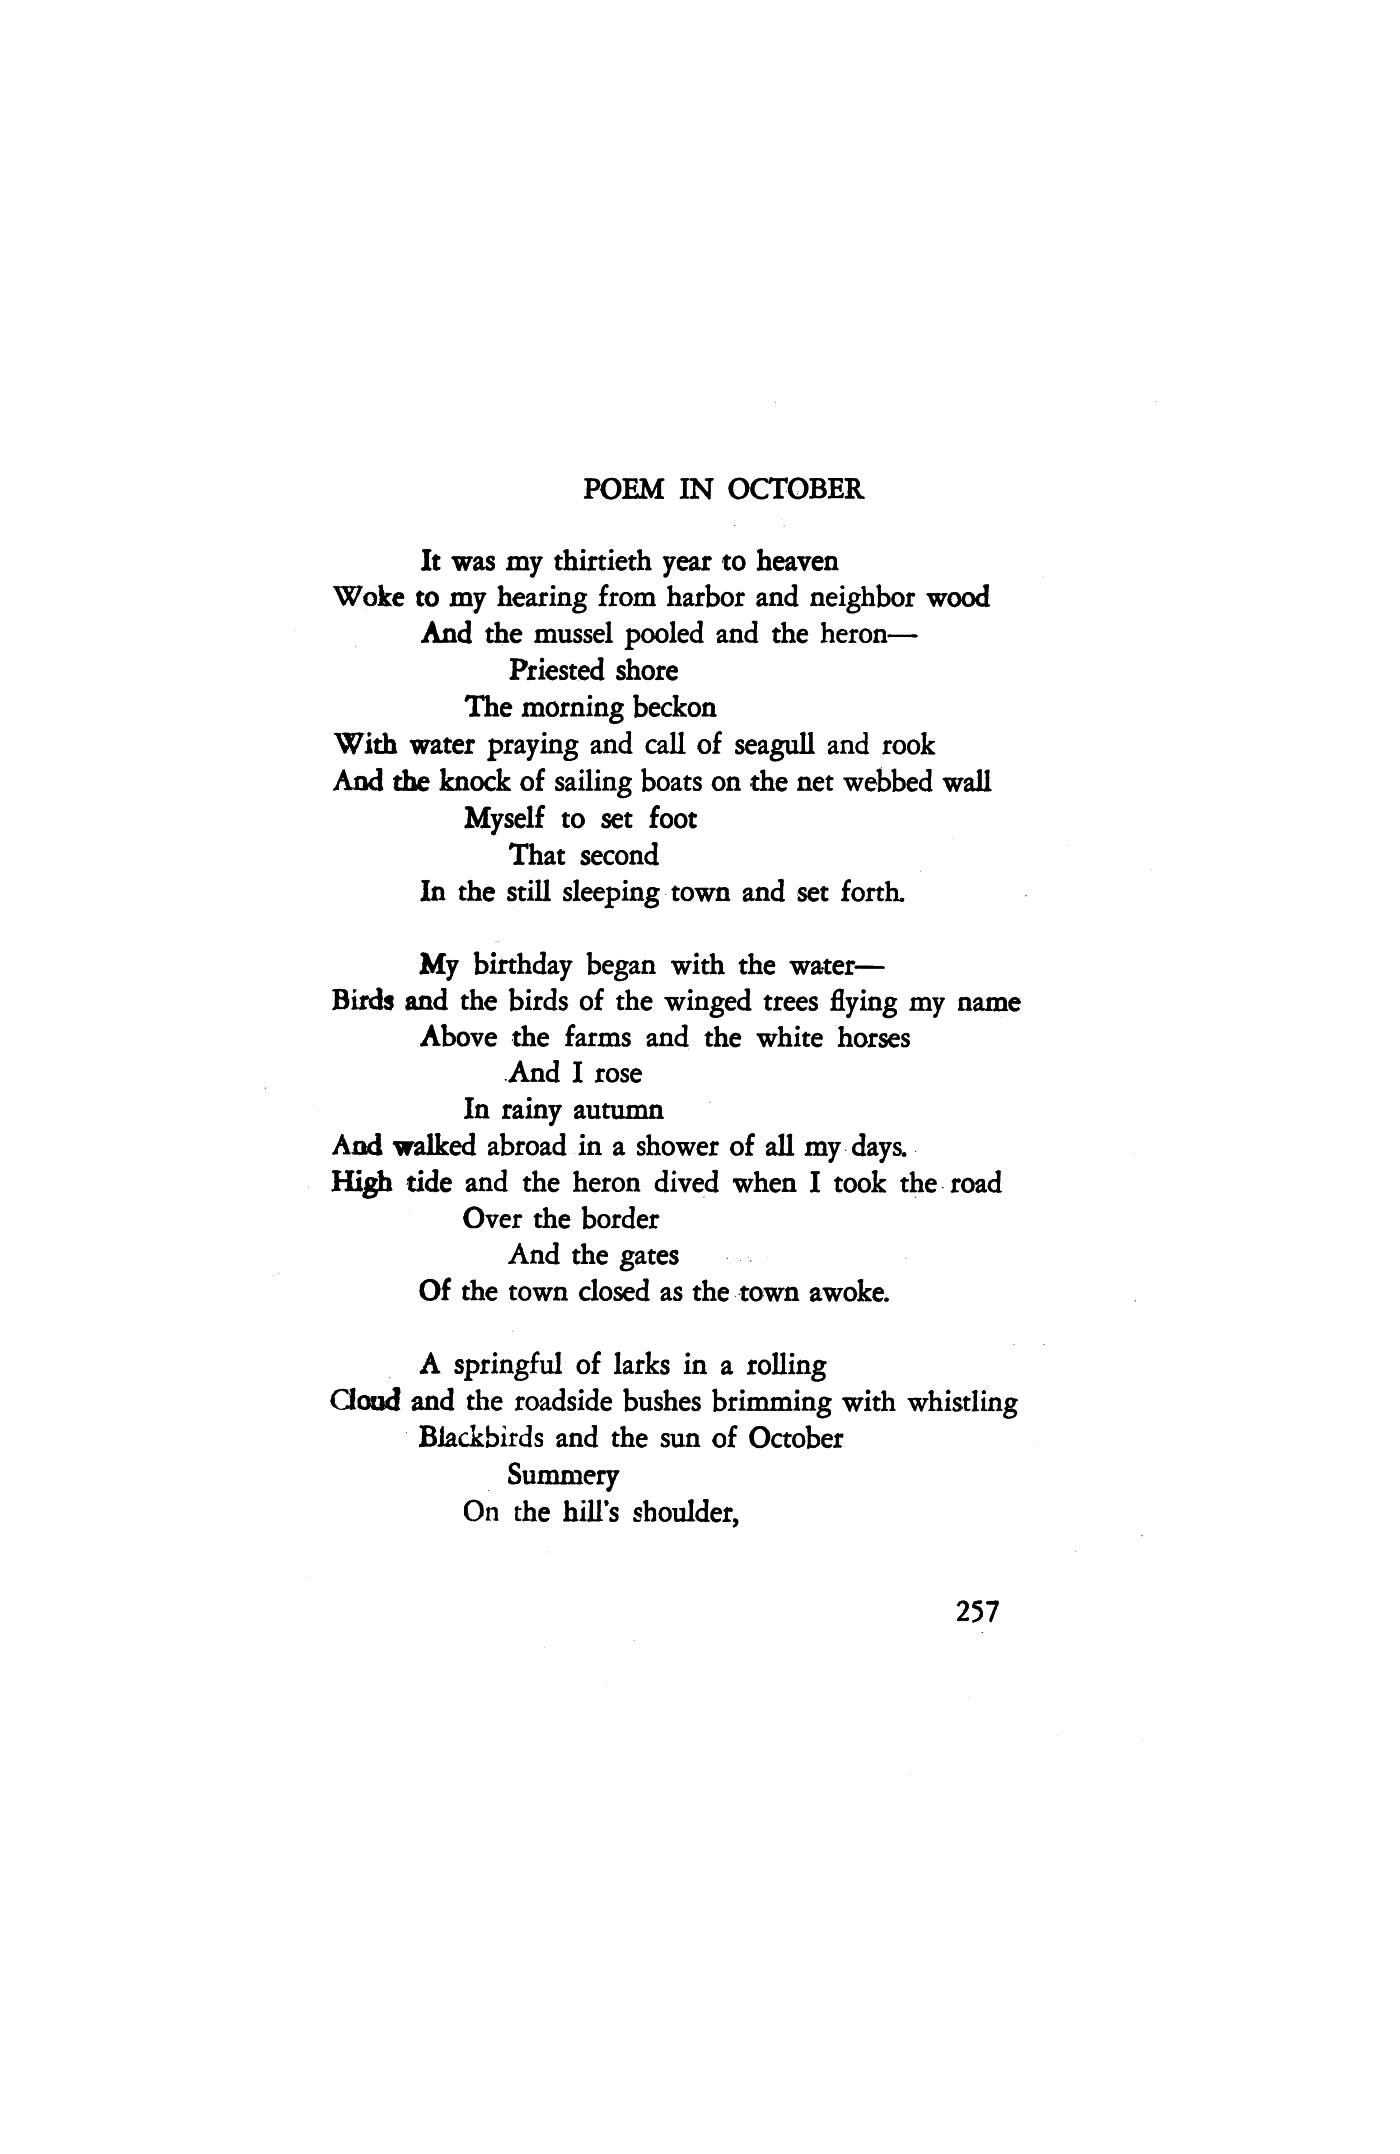 POEM IN OCTOBER
It was my thirtieth year to heaven
Woke to my hearing from harbor and neighbor wood
And the mussel pooled and the heron—
Priested shore
The morning beckon
With water praying and call of seagull and rook
And the knock of sailing boats on the net webbed wall
Myself to set foot
That second
In the still sleeping town and set forth.
My birthday began with the water—
Birds and the birds of the winged trees flying my name
Above the farms and the white horses
And I rose
In rainy autumn
And walked abroad in a shower of all my days.
High tide and the heron dived when I took the road
Over the border
And the gates
Of the town closed as the town awoke.
A springful of larks in a rolling
Cloud and the roadside bushes brimming with whistling
Blackbirds and the sun of October
Summery
On the hill's shoulder,
257